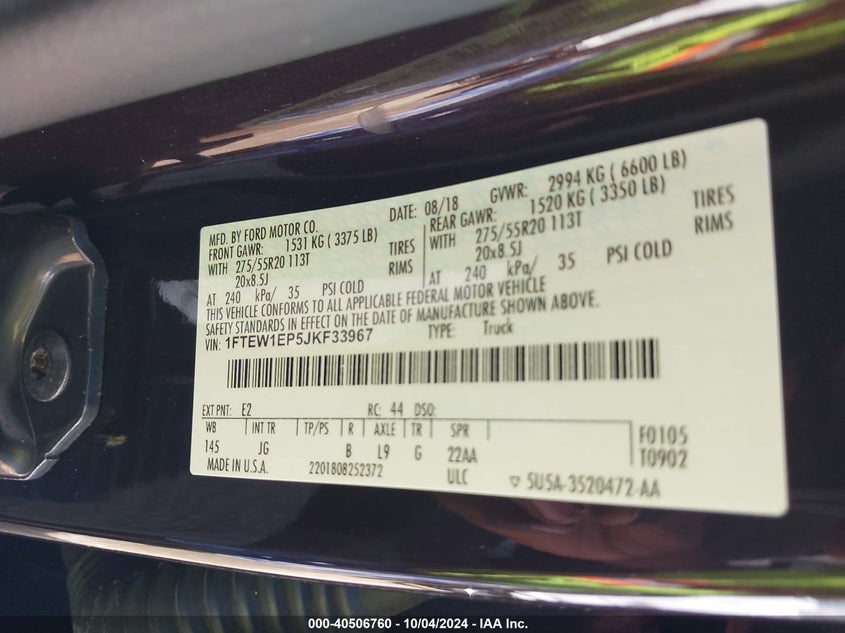 MFD. BY FORD MOTOR CO. DATE: 08/18 GVWR: 2994 KG ( 6600 LB)
FRONT GAWR: 1531 KG ( 3375 LB) REAR GAWR: 1520 KG ( 3350 LB)
WITH 275/55R20 113T TIRES 275/55R20 113T TIRES
20x8.5J RIMS 20x8.5J RIMS
AT 240 kPa/ 35 PSI COLD AT 240 kPa/ 35 PSI COLD
THIS VEHICLE CONFORMS TO ALL APPLICABLE FEDERAL MOTOR VEHICLE
SAFETY STANDARDS IN EFFECT ON THE DATE OF MANUFACTURE SHOWN ABOVE.
VIN: 1FTEW1EP5JKF33967 TYPE: Truck
EXT PNT: E2 RC: 44 DSO:
WB INT TR TP/PS R AXLE TR SPR F0105
145 JG B L9 G 22AA T0902
MADE IN U.S.A. 2201808252372 ULC ▽ 5U5A-3520472-AA
000-40506760 - 10/04/2024 - IAA Inc.